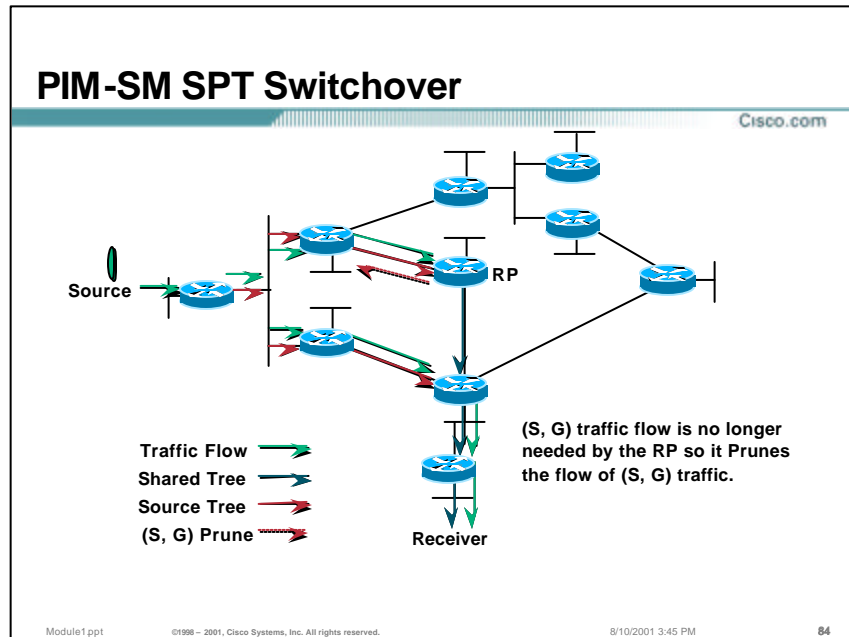 PIM-SM SPT Switchover
Cisco.com
RP
Source
(S, G) traffic flow is no longer
needed by the RP so it Prunes
the flow of (S, G) traffic.
Traffic Flow
Shared Tree
Source Tree
(S, G) Prune
Receiver
Module1.ppt ©1998 – 2001, Cisco Systems, Inc. All rights reserved. 8/10/2001 3:45 PM 84